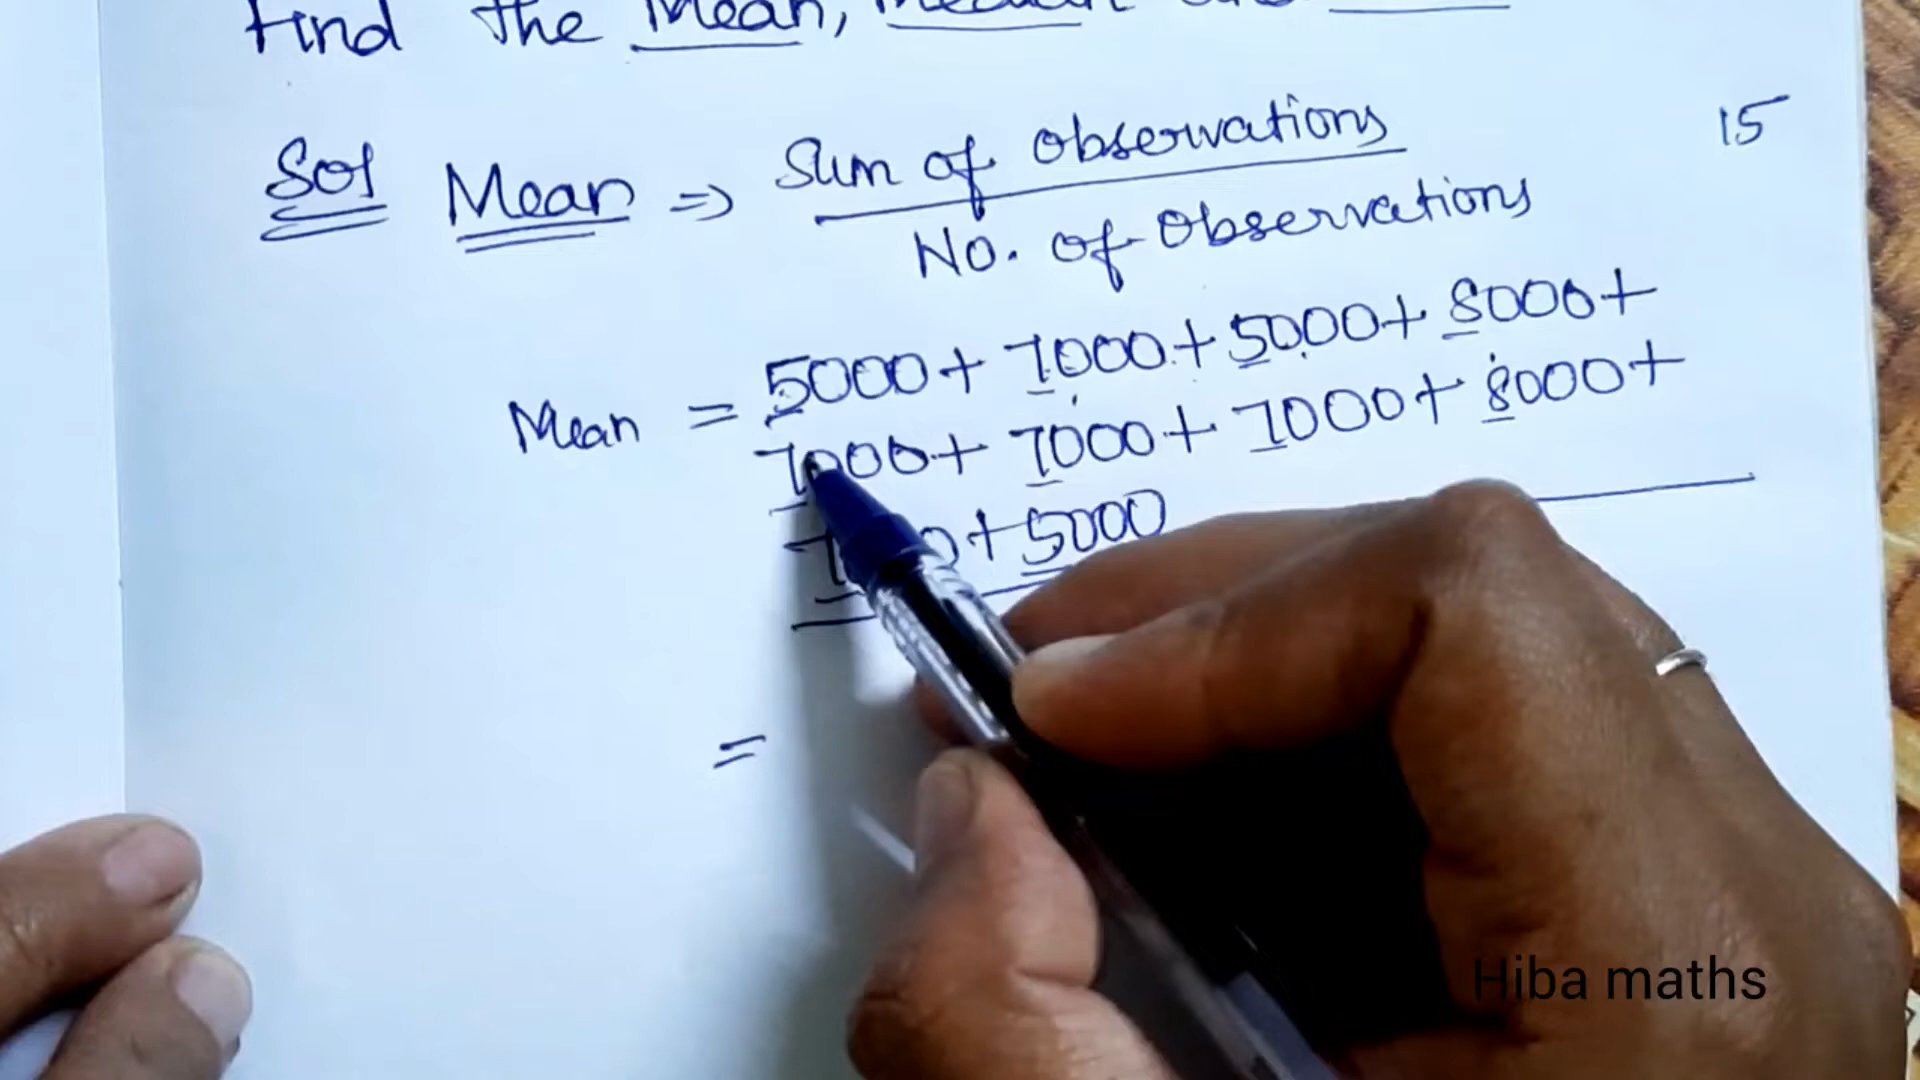 Find the Mean,
Sol Mean => Sum of observations
No. of observations
15
Mean = 5000+ 7000+5000+ 8000+
7000+ 7000+ 7000+ 8000+
+5000
=
Hiba maths